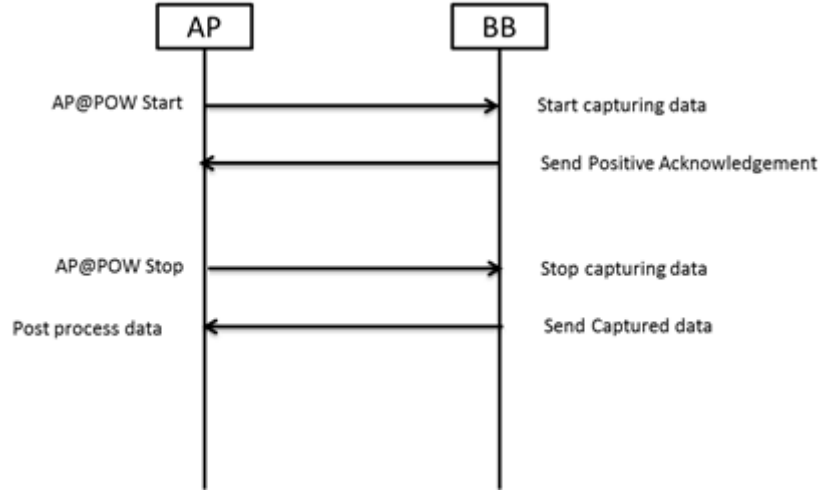 AP
BB
AP@POW Start
Start capturing data
Send Positive Acknowledgement
AP@POW Stop
Stop capturing data
Post process data
Send Captured data